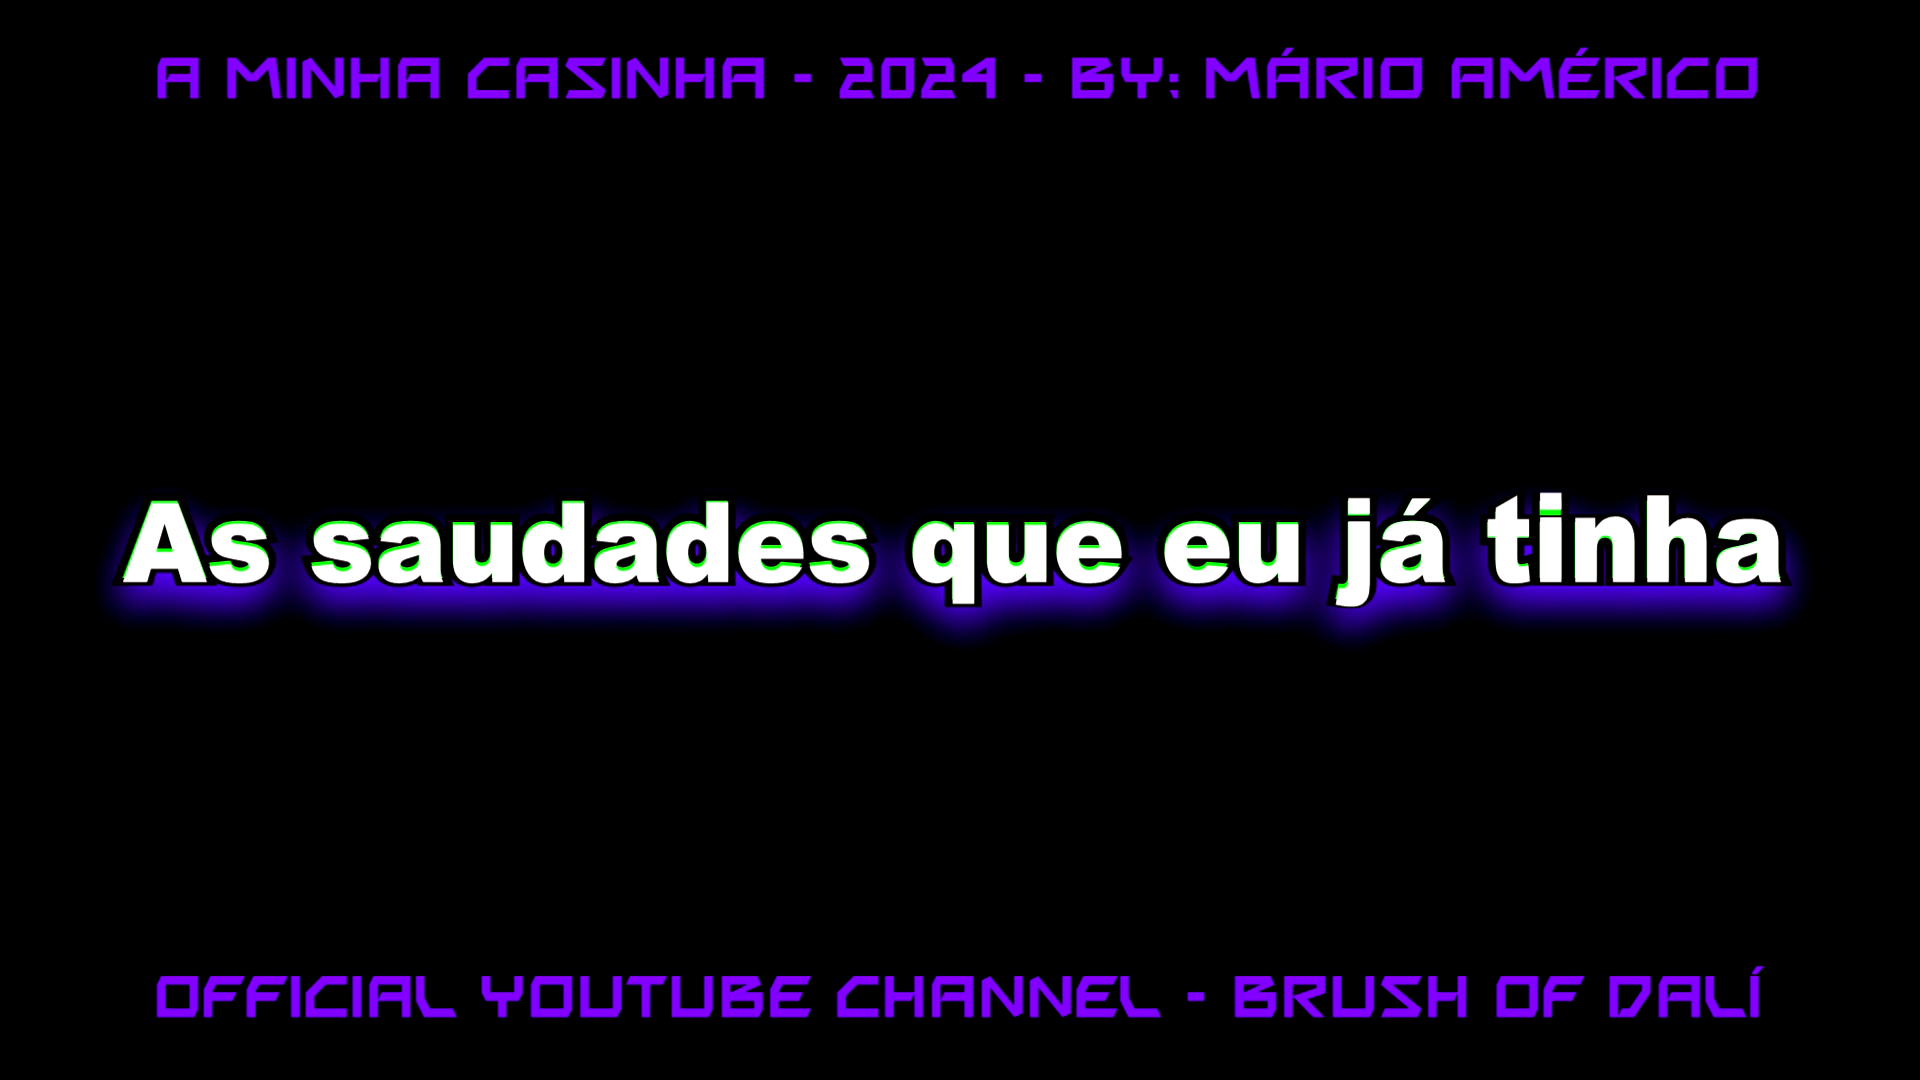 A MINHA CASINHA - 2024 - BY: MÁRIO AMÉRICO
As saudades que eu já tinha
OFFICIAL YOUTUBE CHANNEL - BRUSH OF DALÍ